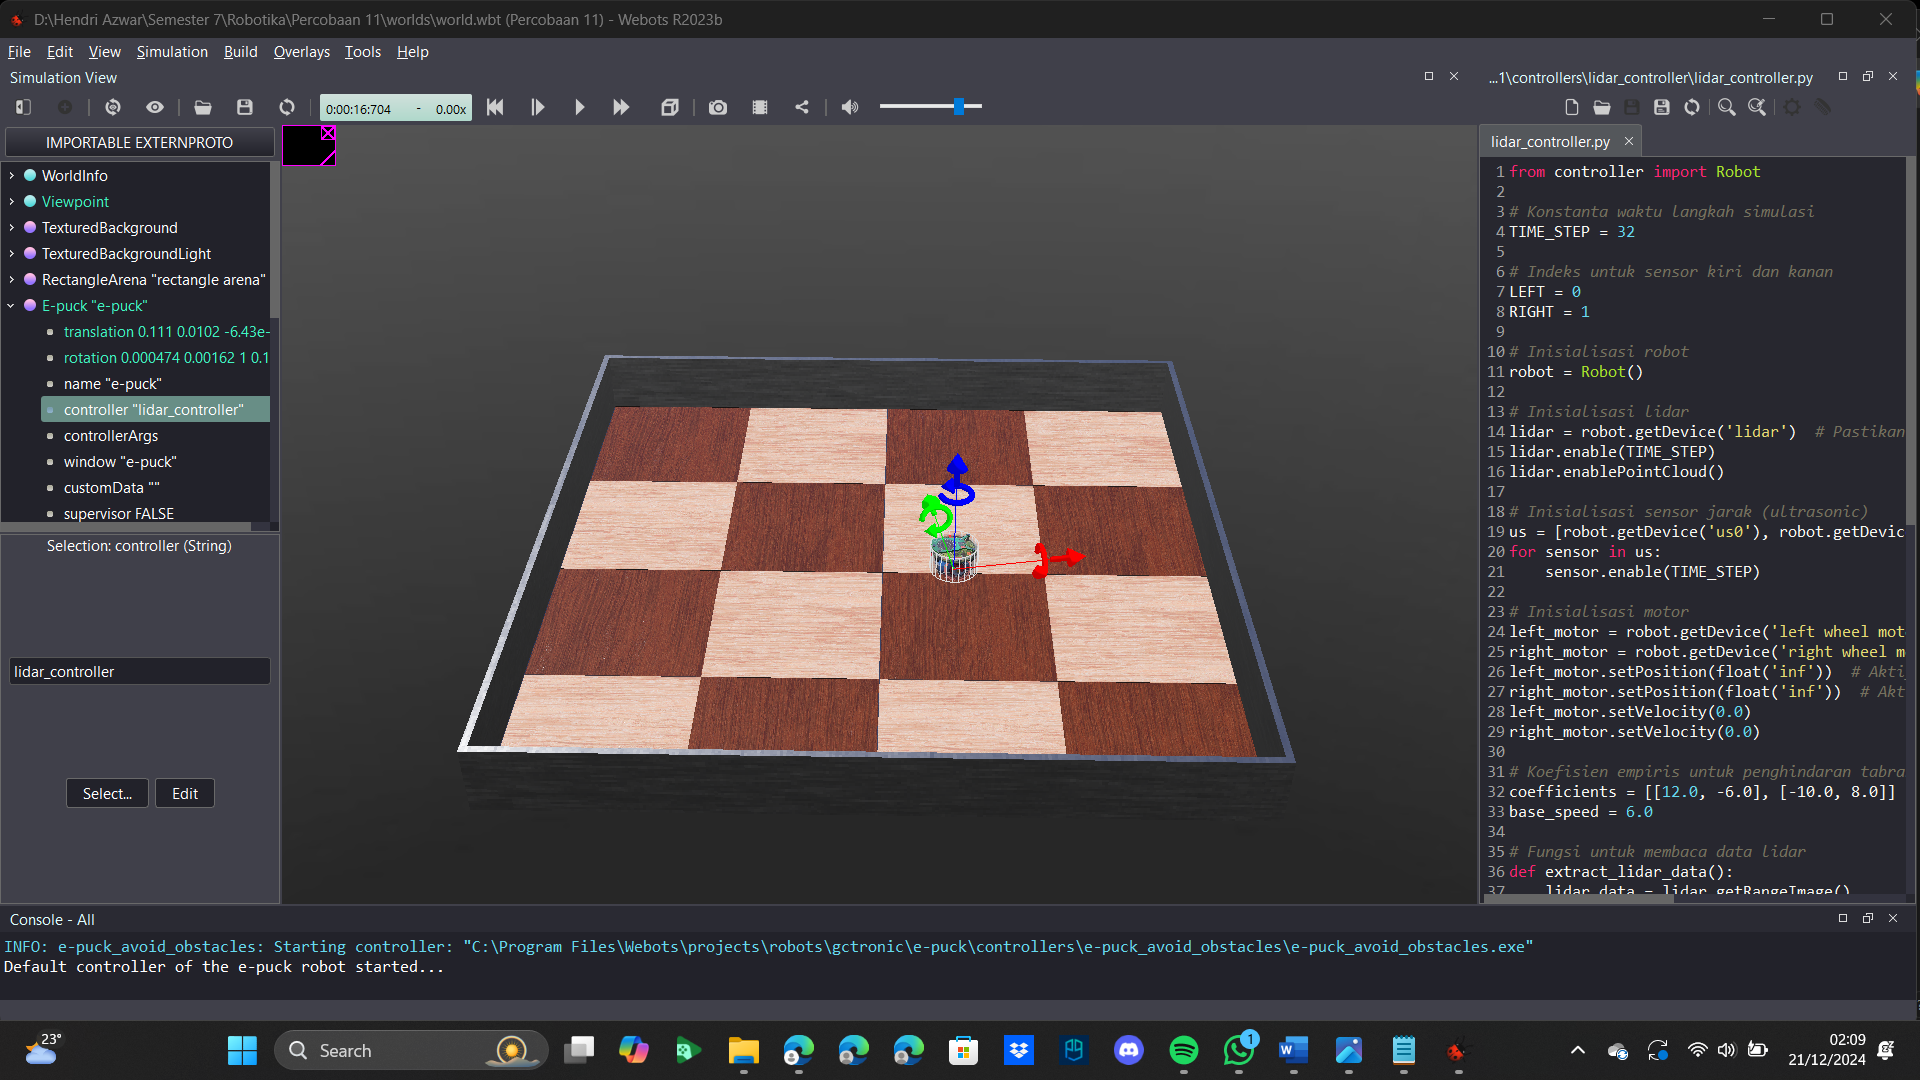 D:\Hendri Azwar\Semester 7\Robotika\Percobaan 11\worlds\world.wbt (Percobaan 11) - Webots R2023b
File Edit View Simulation Build Overlays Tools Help
Simulation View
0:00:16:704 - 0.00x
IMPORTABLE EXTERNPROTO
WorldInfo
Viewpoint
TexturedBackground
TexturedBackgroundLight
RectangleArena "rectangle arena"
E-puck "e-puck"
translation 0.111 0.0102 -6.43e-
rotation 0.000474 0.00162 1 0.1
name "e-puck"
controller "lidar_controller"
controllerArgs
window "e-puck"
customData ""
supervisor FALSE
Selection: controller (String)
lidar_controller
Select... Edit
...1\controllers\lidar_controller\lidar_controller.py
lidar_controller.py
1 from controller import Robot
2
3 # Konstanta waktu langkah simulasi
4 TIME_STEP = 32
5
6 # Indeks untuk sensor kiri dan kanan
7 LEFT = 0
8 RIGHT = 1
9
10 # Inisialisasi robot
11 robot = Robot()
12
13 # Inisialisasi lidar
14 lidar = robot.getDevice('lidar')  # Pastikan
15 lidar.enable(TIME_STEP)
16 lidar.enablePointCloud()
17
18 # Inisialisasi sensor jarak (ultrasonic)
19 us = [robot.getDevice('us0'), robot.getDevic
20 for sensor in us:
21     sensor.enable(TIME_STEP)
22
23 # Inisialisasi motor
24 left_motor = robot.getDevice('left wheel mot
25 right_motor = robot.getDevice('right wheel m
26 left_motor.setPosition(float('inf'))  # Akti
27 right_motor.setPosition(float('inf'))  # Akt
28 left_motor.setVelocity(0.0)
29 right_motor.setVelocity(0.0)
30
31 # Koefisien empiris untuk penghindaran tabra
32 coefficients = [[12.0, -6.0], [-10.0, 8.0]]
33 base_speed = 6.0
34
35 # Fungsi untuk membaca data lidar
36 def extract_lidar_data():
37     lidar_data = lidar.getRangeImage()
Console - All
INFO: e-puck_avoid_obstacles: Starting controller: "C:\Program Files\Webots\projects\robots\gctronic\e-puck\controllers\e-puck_avoid_obstacles\e-puck_avoid_obstacles.exe"
Default controller of the e-puck robot started...
23°
Search
1
02:09
21/12/2024